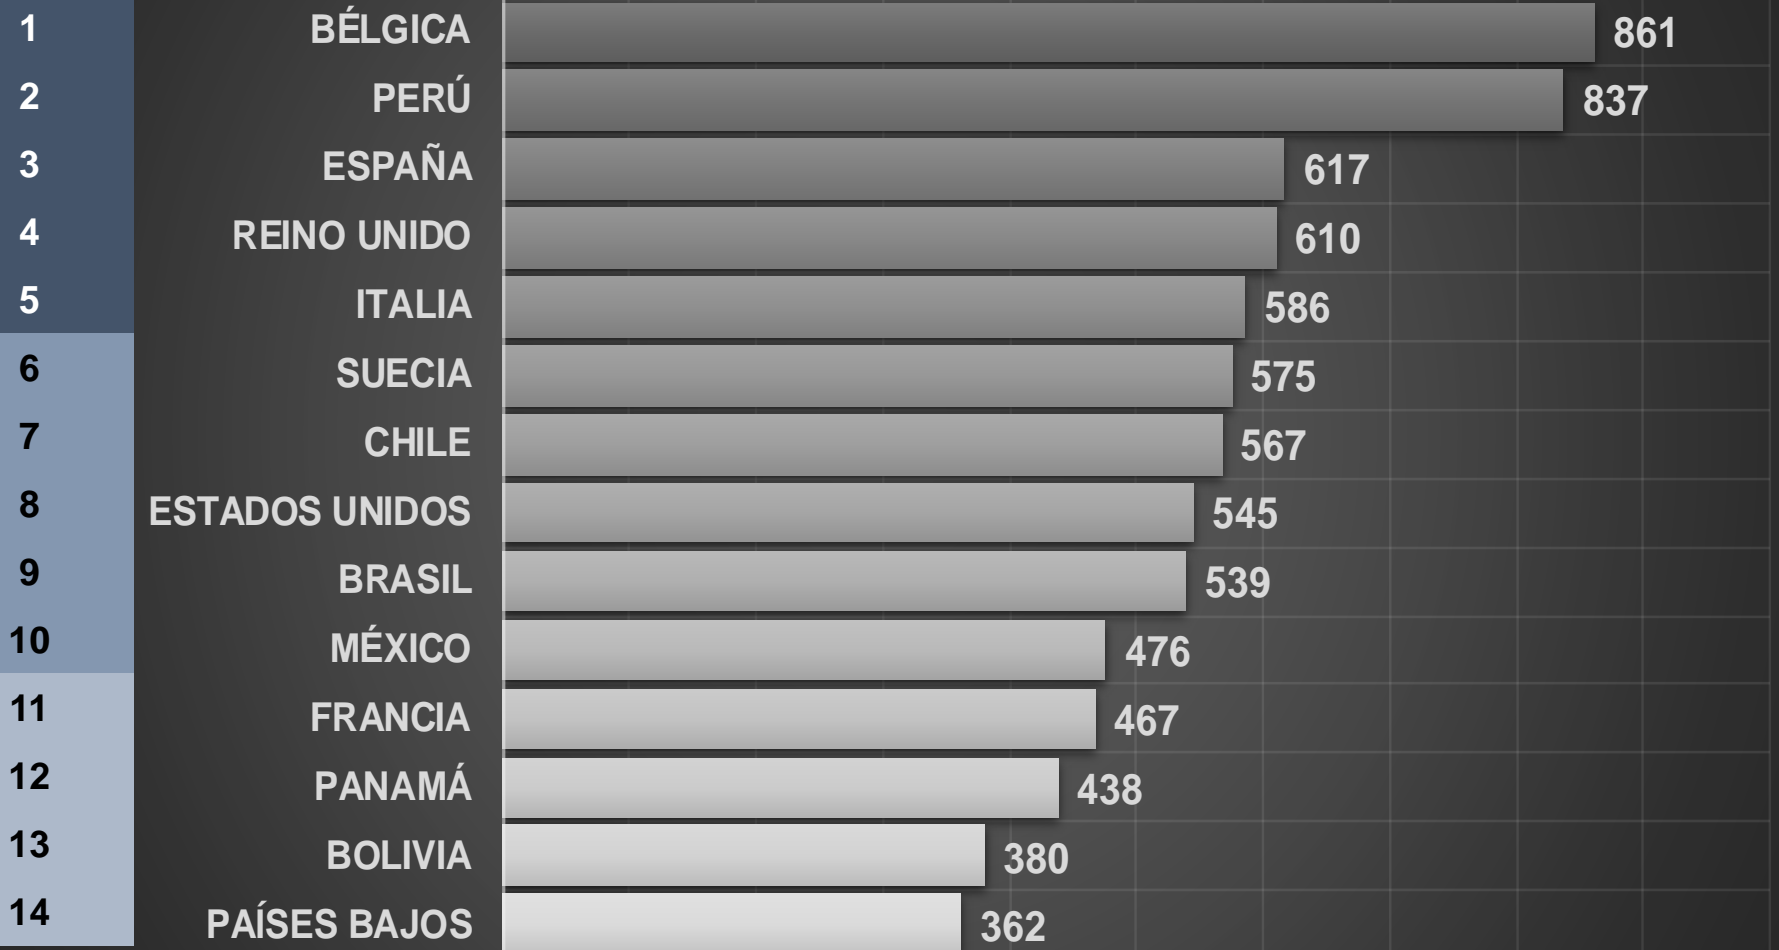 1 BÉLGICA 861
2 PERÚ 837
3 ESPAÑA 617
4 REINO UNIDO 610
5 ITALIA 586
6 SUECIA 575
7 CHILE 567
8 ESTADOS UNIDOS 545
9 BRASIL 539
10 MÉXICO 476
11 FRANCIA 467
12 PANAMÁ 438
13 BOLIVIA 380
14 PAÍSES BAJOS 362